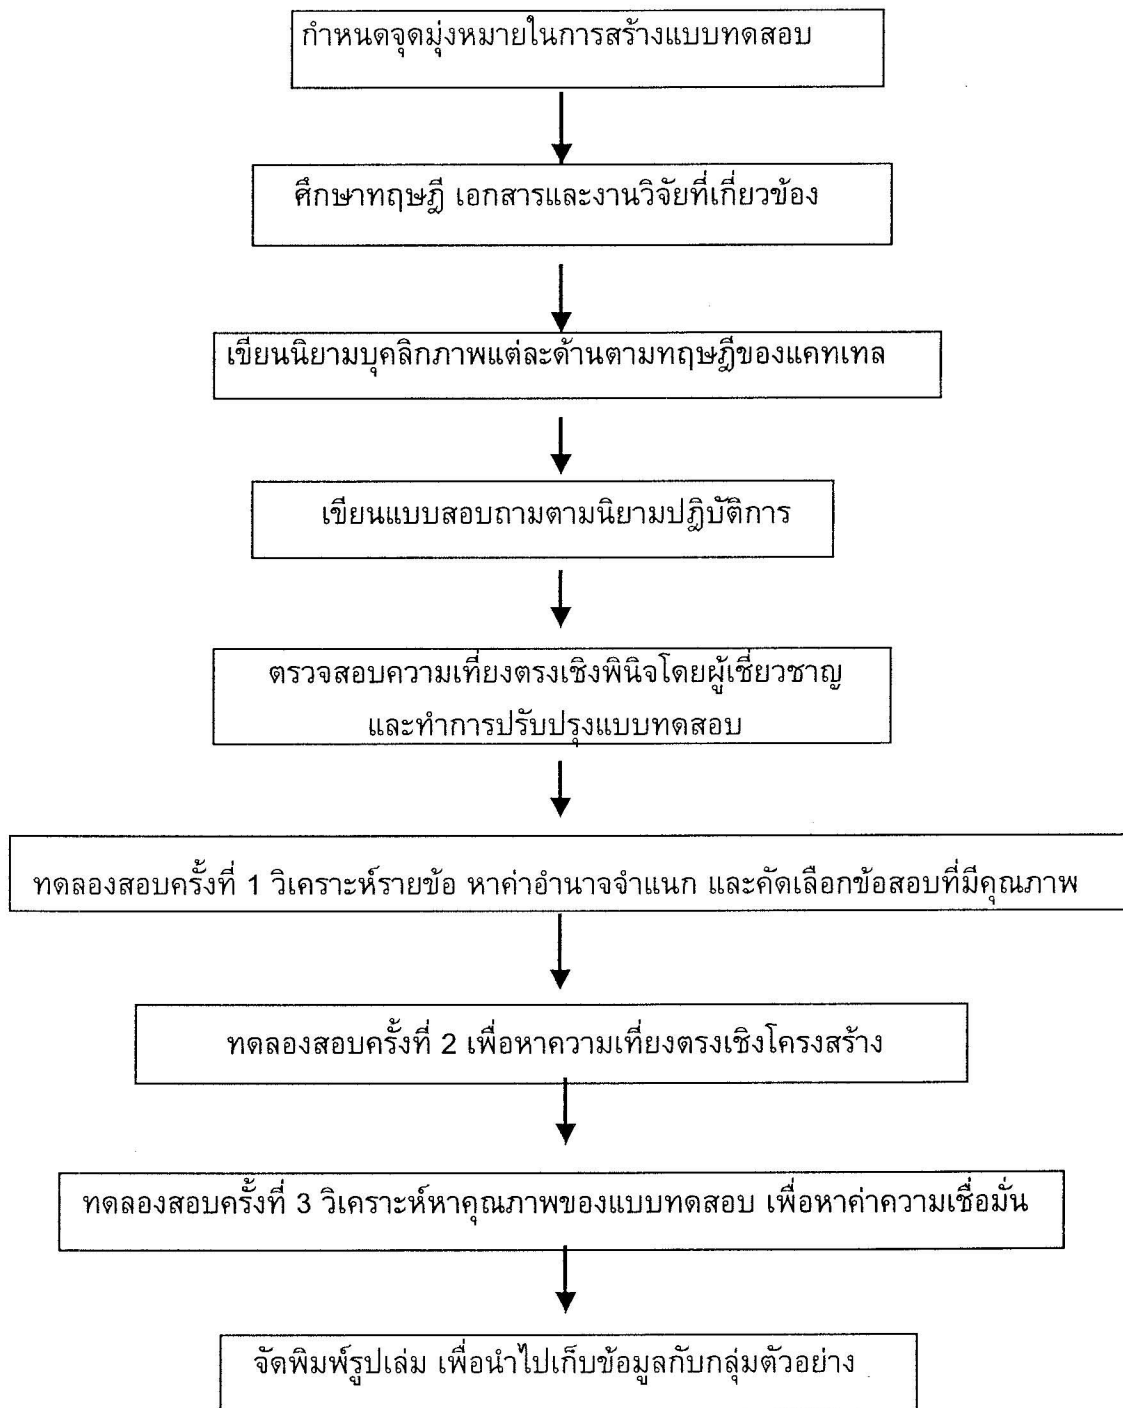 กำหนดจุดมุ่งหมายในการสร้างแบบทดสอบ
ศึกษาทฤษฎี เอกสารและงานวิจัยที่เกี่ยวข้อง
เขียนนิยามบุคลิกภาพแต่ละด้านตามทฤษฎีของแคทเทล
เขียนแบบสอบถามตามนิยามปฏิบัติการ
ตรวจสอบความเที่ยงตรงเชิงพินิจโดยผู้เชี่ยวชาญ
และทำการปรับปรุงแบบทดสอบ
ทดลองสอบครั้งที่ 1 วิเคราะห์รายข้อ หาค่าอำนาจจำแนก และคัดเลือกข้อสอบที่มีคุณภาพ
ทดลองสอบครั้งที่ 2 เพื่อหาความเที่ยงตรงเชิงโครงสร้าง
ทดลองสอบครั้งที่ 3 วิเคราะห์หาคุณภาพของแบบทดสอบ เพื่อหาค่าความเชื่อมั่น
จัดพิมพ์รูปเล่ม เพื่อนำไปเก็บข้อมูลกับกลุ่มตัวอย่าง